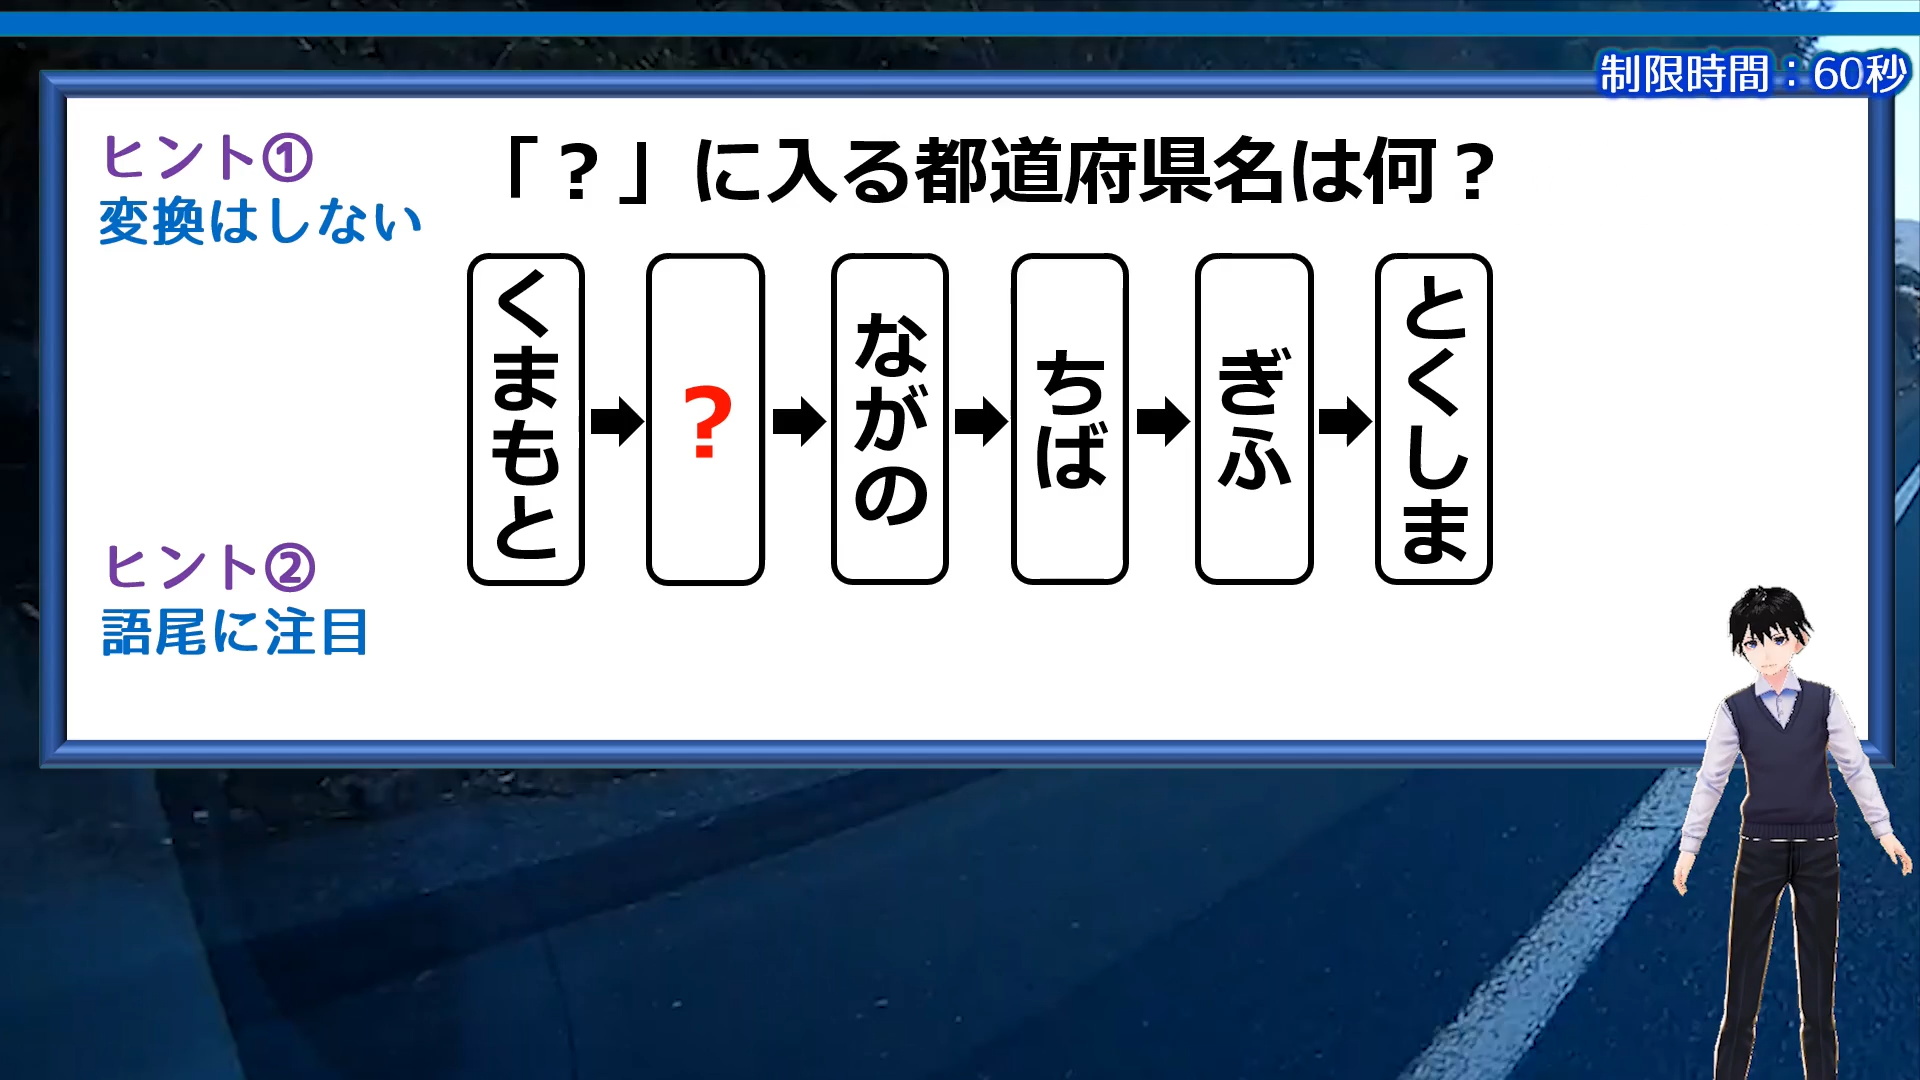 制限時間：60秒
ヒント①
変換はしない
「？」に入る都道府県名は何？
くまもと
？
ながの
ちば
ぎふ
とくしま
ヒント②
語尾に注目